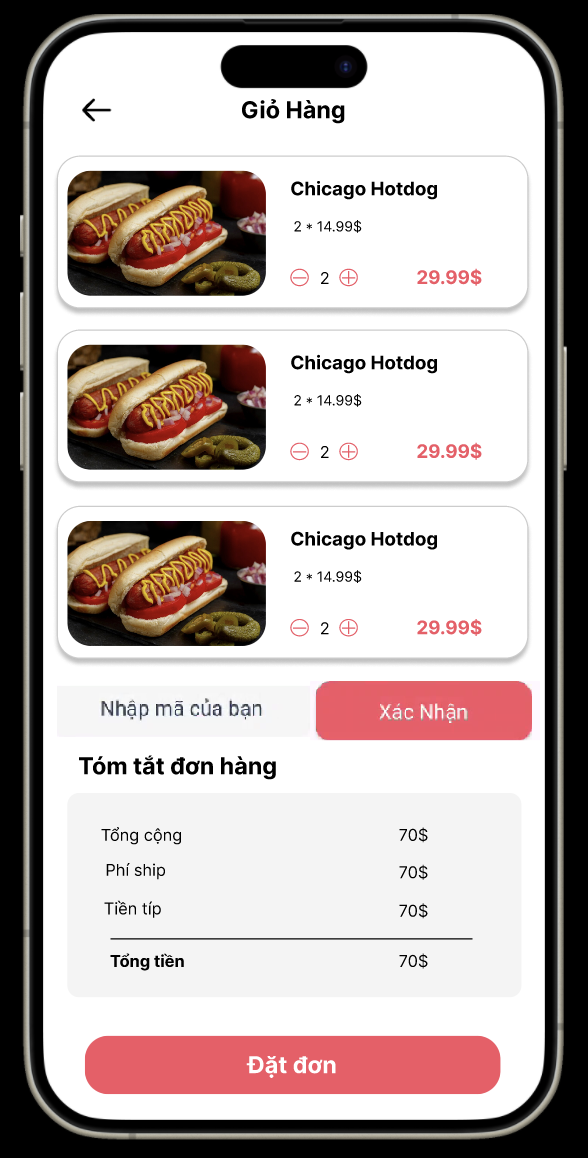 Giỏ Hàng
Chicago Hotdog
2 * 14.99$
2 29.99$
Chicago Hotdog
2 * 14.99$
2 29.99$
Chicago Hotdog
2 * 14.99$
2 29.99$
Nhập mã của bạn Xác Nhận
Tóm tắt đơn hàng
Tổng cộng 70$
Phí ship 70$
Tiền típ 70$
Tổng tiền 70$
Đặt đơn